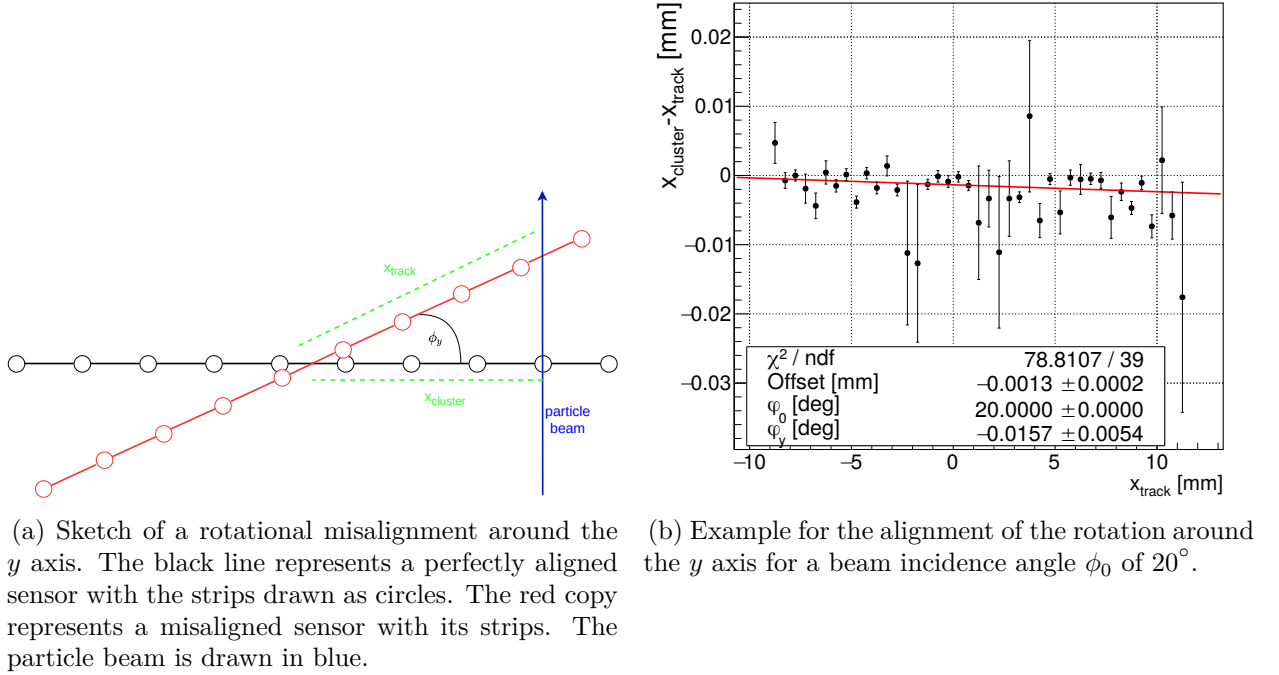 x_track
ϕ_y
x_cluster
particle
beam
x_cluster-x_track [mm]
0.02
0.01
0
−0.01
−0.02
−0.03
χ² / ndf 78.8107 / 39
Offset [mm] −0.0013 ±0.0002
φ_0 [deg] 20.0000 ±0.0000
φ_y [deg] −0.0157 ±0.0054
−10 −5 0 5 10
x_track [mm]
(a) Sketch of a rotational misalignment around the
y axis. The black line represents a perfectly aligned
sensor with the strips drawn as circles. The red copy
represents a misaligned sensor with its strips. The
particle beam is drawn in blue.
(b) Example for the alignment of the rotation around
the y axis for a beam incidence angle ϕ_0 of 20°.